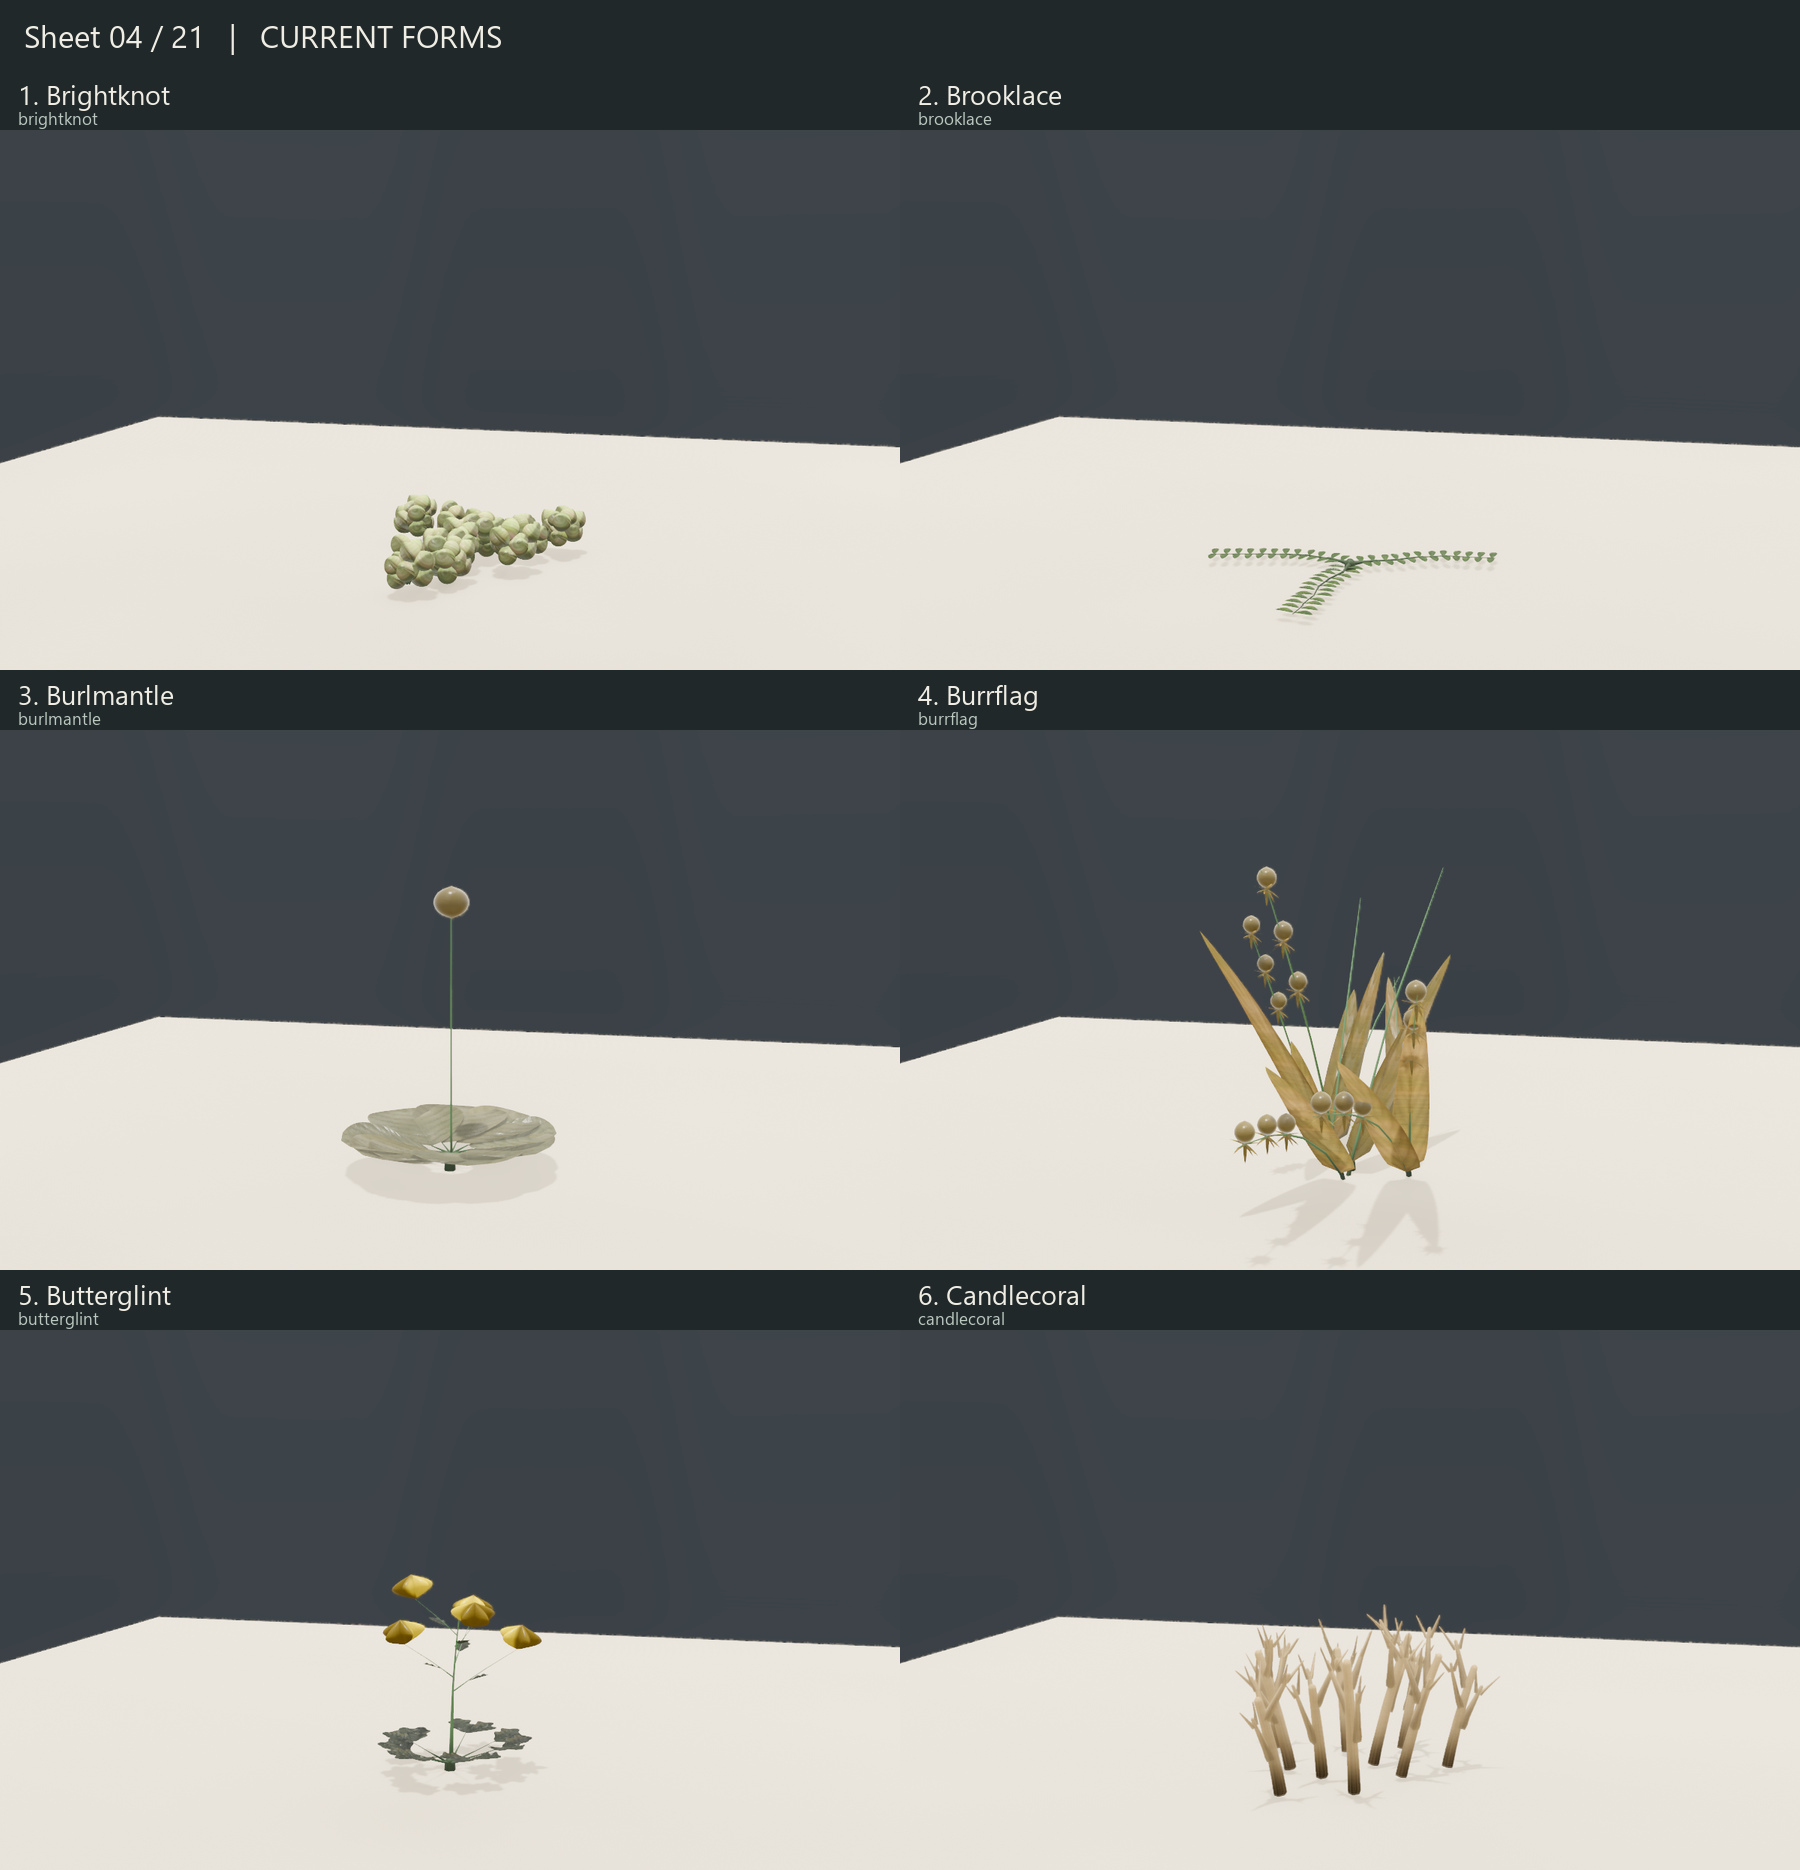 Sheet 04 / 21 | CURRENT FORMS
1. Brightknot
brightknot
2. Brooklace
brooklace
3. Burlmantle
burlmantle
4. Burrflag
burrflag
5. Butterglint
butterglint
6. Candlecoral
candlecoral